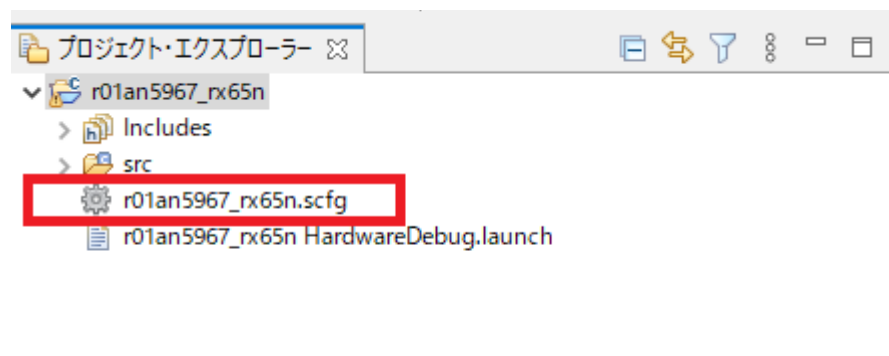 プロジェクト・エクスプローラー
r01an5967_rx65n
Includes
src
r01an5967_rx65n.scfg
r01an5967_rx65n HardwareDebug.launch